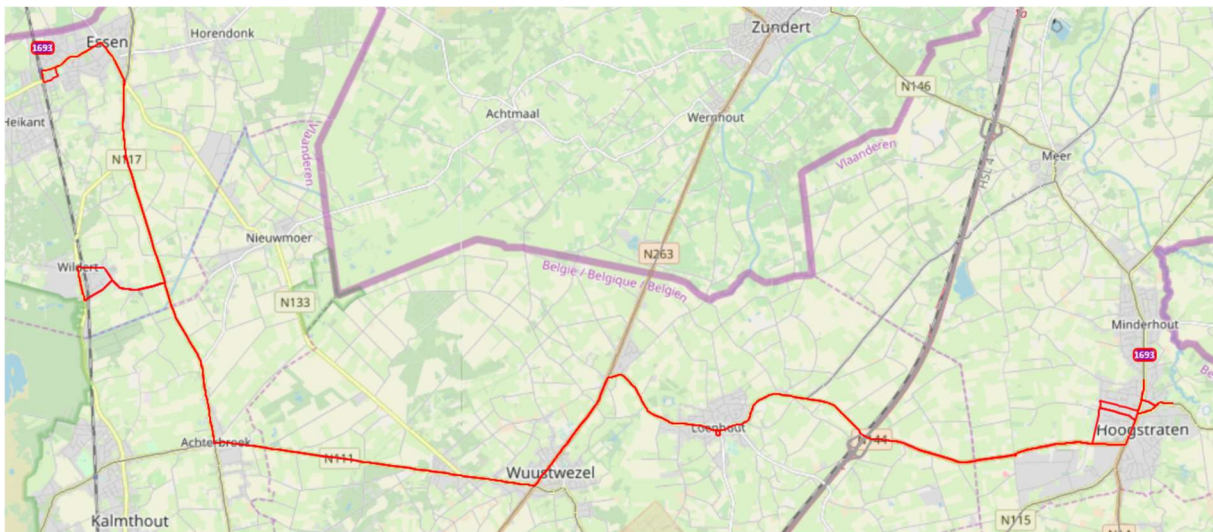 Essen
1693
Horendonk
Zundert
1a
N146
Heikant
Achtmaal
Wernhout
Vlaanderen
Vlaanderen
Meer
N117
HSL 4
Nieuwmoer
Wildert
N263
België / Belgique / Belgien
N133
Minderhout
1693
Loenhout
Hoogstraten
Achterbroek
N111
Wuustwezel
N115
Kalmthout